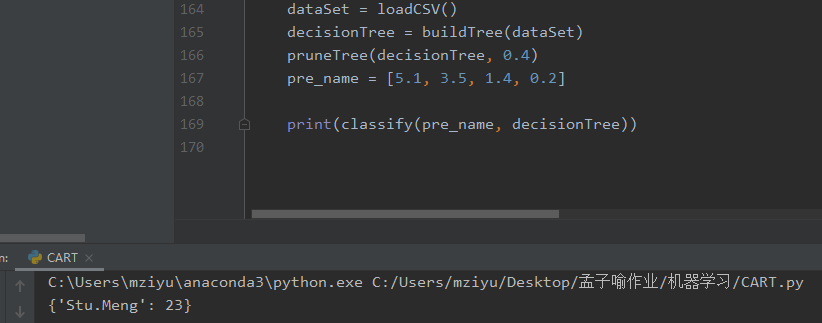 164 dataSet = loadCSV()
165 decisionTree = buildTree(dataSet)
166 pruneTree(decisionTree, 0.4)
167 pre_name = [5.1, 3.5, 1.4, 0.2]
168
169 print(classify(pre_name, decisionTree))
170
n: CART ×
C:\Users\mziyu\anaconda3\python.exe C:/Users/mziyu/Desktop/孟子喻作业/机器学习/CART.py
{'Stu.Meng': 23}